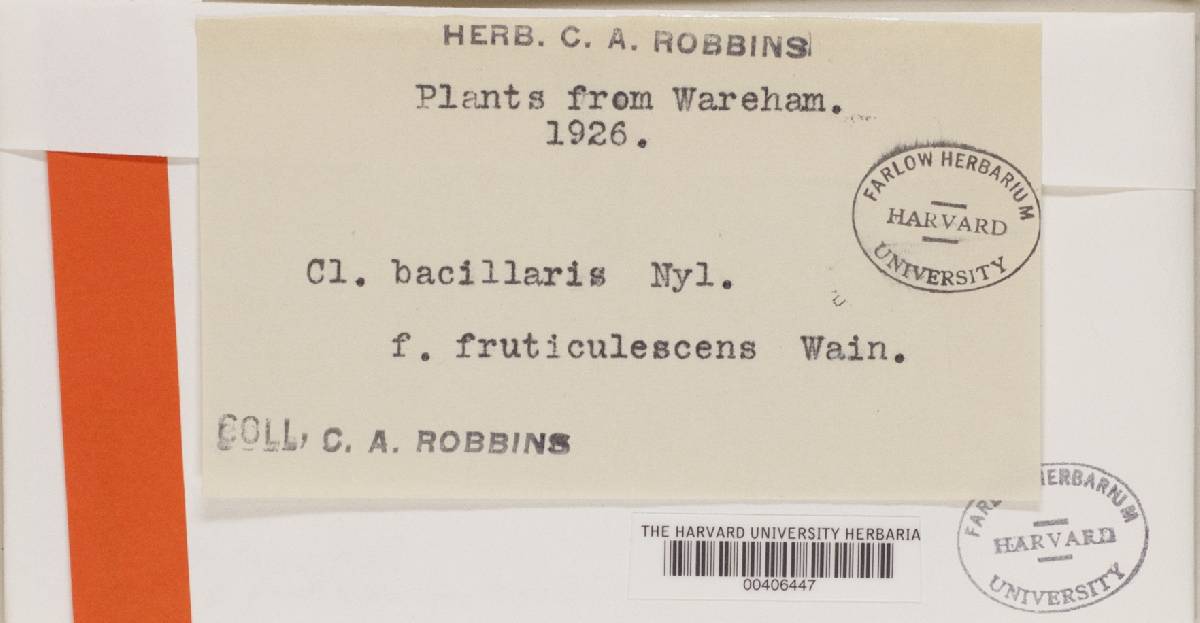 HERB. C. A. ROBBINS
Plants from Wareham.
1926.
FARLOW HERBARIUM
HARVARD
UNIVERSITY
Cl. bacillaris Nyl.
f. fruticulescens Wain.
COLL, C. A. ROBBINS
THE HARVARD UNIVERSITY HERBARIA
00406447
HERBARIUM
HARVARD
UNIVERSITY